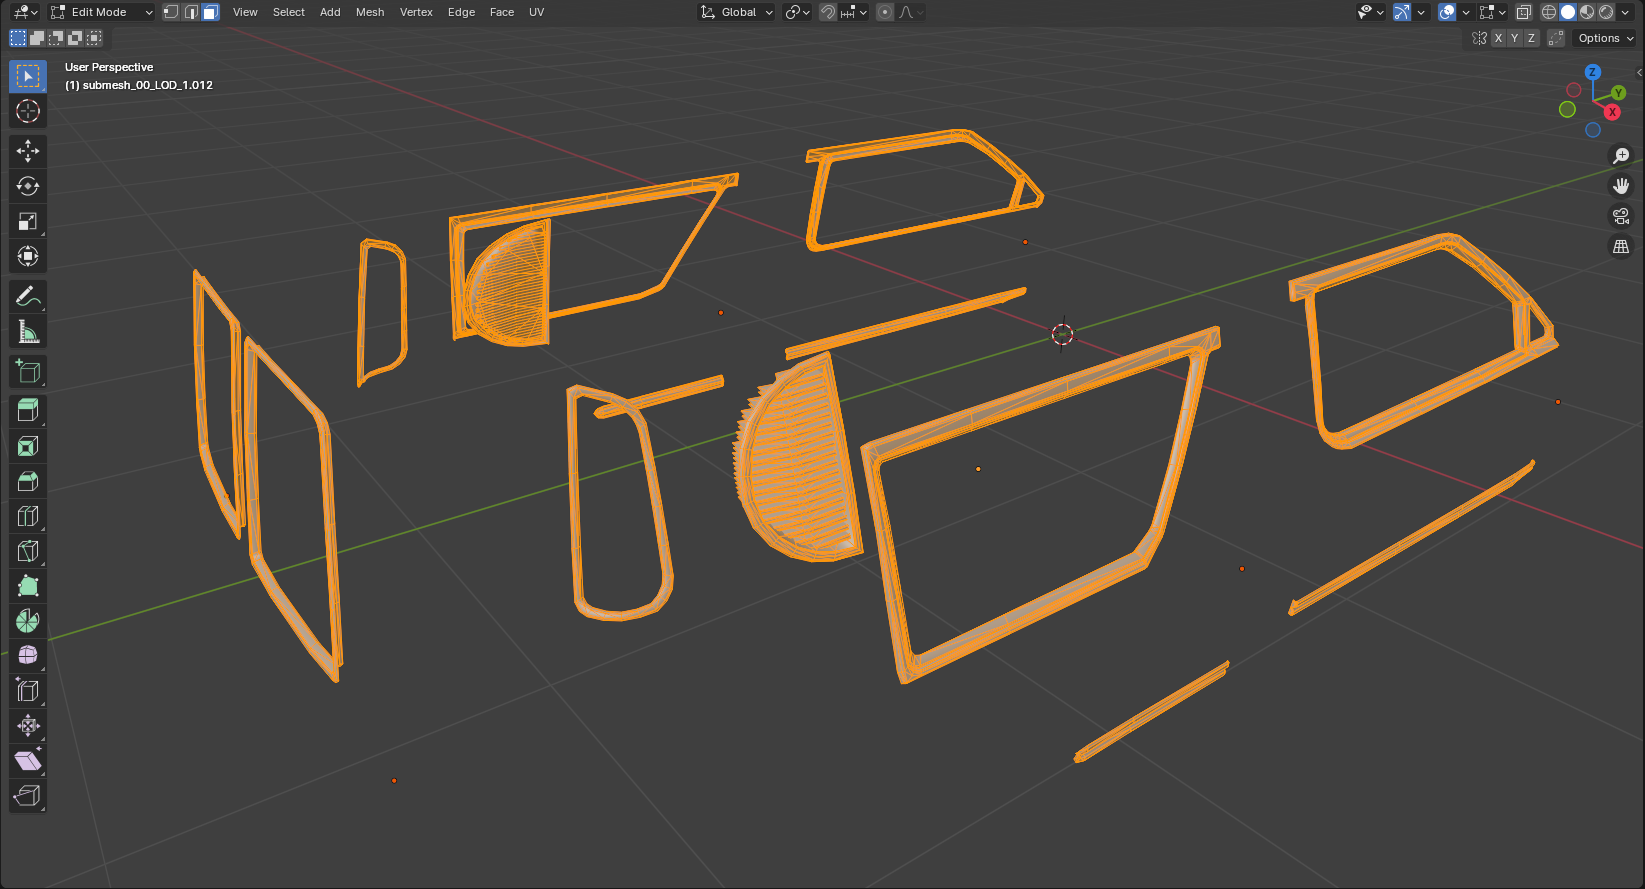 Edit Mode View Select Add Mesh Vertex Edge Face UV Global
X Y Z Options
User Perspective
(1) submesh_00_LOD_1.012
Z
Y
X